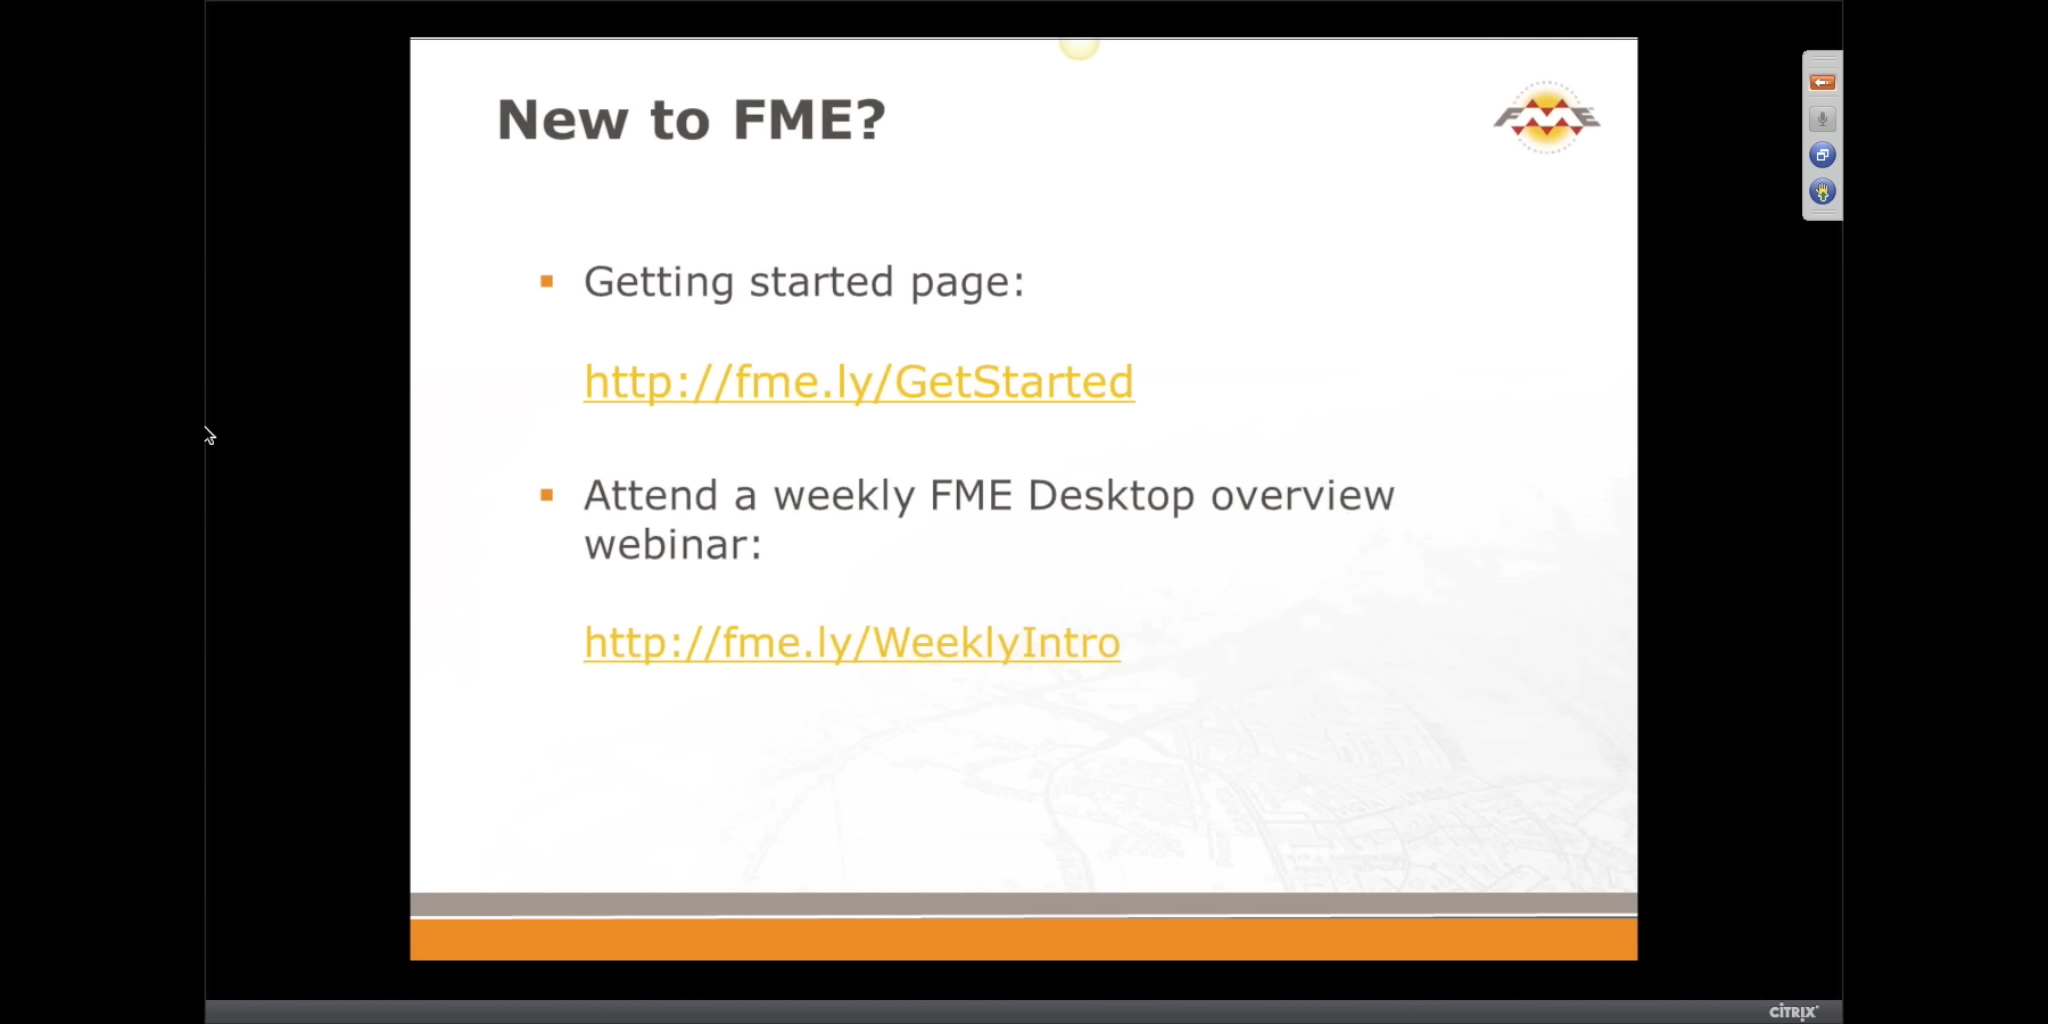 New to FME?
FME
Getting started page:
http://fme.ly/GetStarted
Attend a weekly FME Desktop overview
webinar:
http://fme.ly/WeeklyIntro
CITRIX